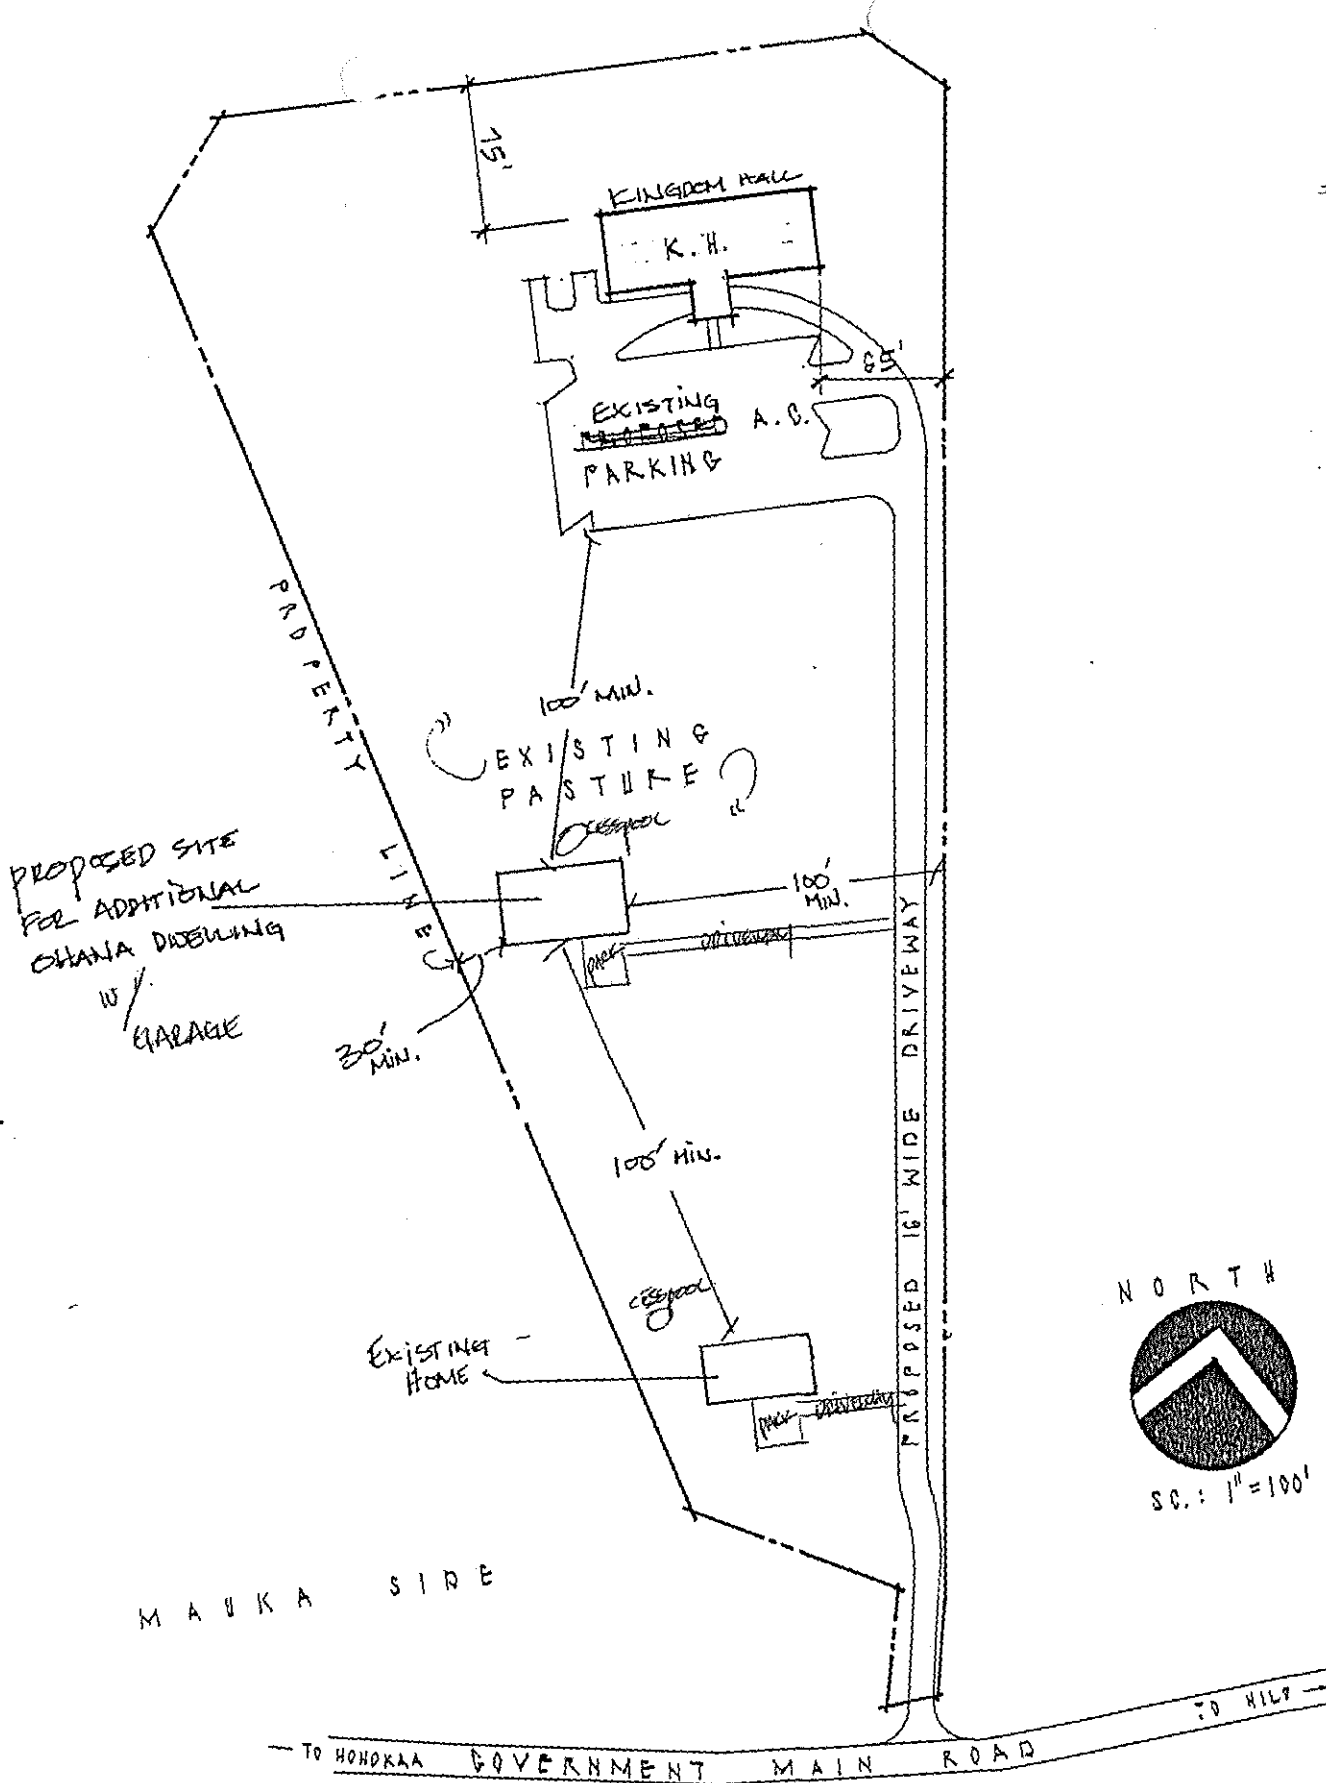 75'
KINGDOM HALL
K.H.
65'
EXISTING
PROPOSED A.C.
PARKING
PROPERTY LINE
100' MIN.
"EXISTING
PASTURE"
CESSPOOL
PROPOSED SITE
FOR ADDITIONAL
OHANA DWELLING
W/
GARAGE
100'
MIN.
PARK
DRIVEWAY
30'
MIN.
PROPOSED 16' WIDE DRIVEWAY
100' MIN.
CESSPOOL
EXISTING
HOME
PARK
DRIVEWAY
NORTH
SC.: 1"=100'
MAUKA SIDE
TO HILO
TO HONOKAA GOVERNMENT MAIN ROAD